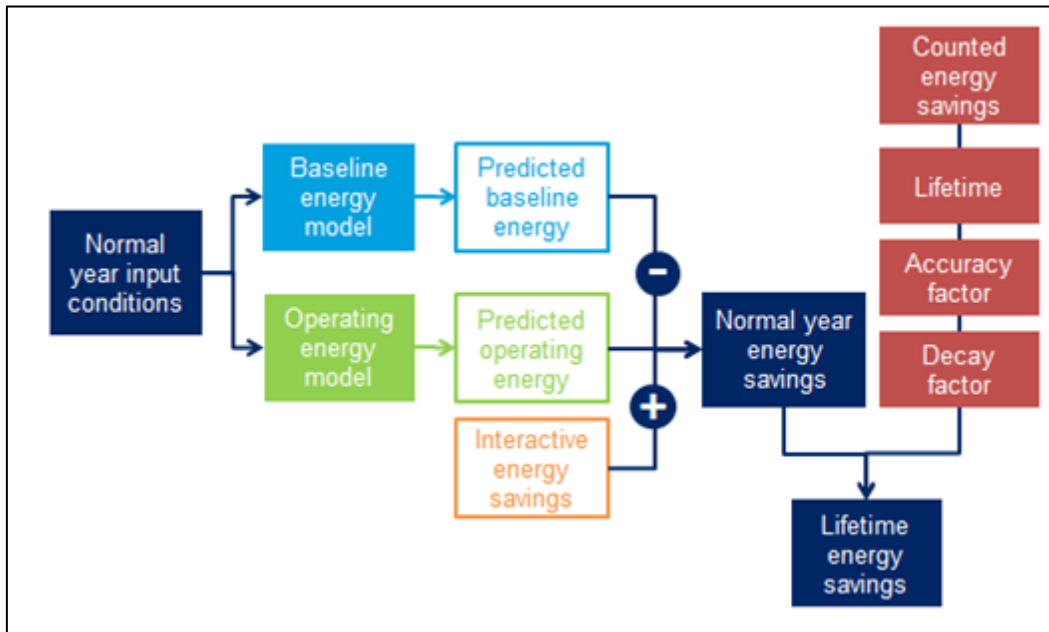 Normal
year input
conditions
Baseline
energy
model
Predicted
baseline
energy
Operating
energy
model
Predicted
operating
energy
Interactive
energy
savings
-
+
Normal year
energy
savings
Counted
energy
savings
Lifetime
Accuracy
factor
Decay
factor
Lifetime
energy
savings